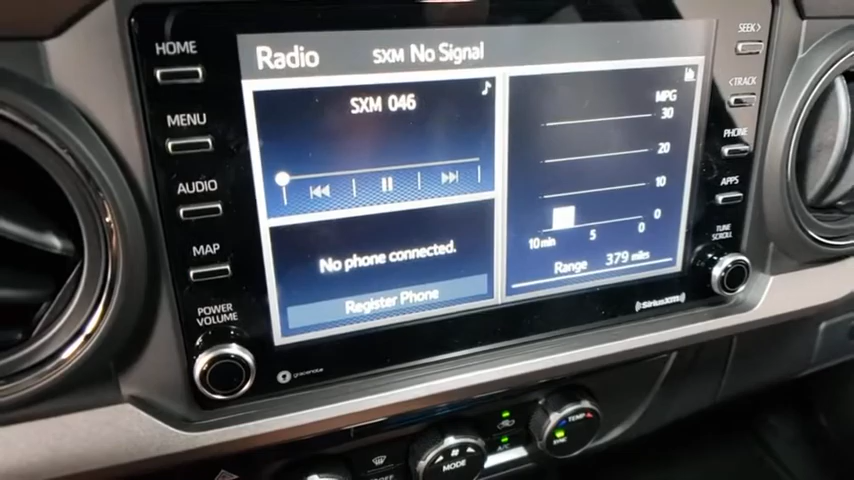 HOME
MENU
AUDIO
MAP
POWER
VOLUME
Radio
SXM No Signal
SXM 046
No phone connected.
Register Phone
MPG
30
20
10
0
10 min 5 0
Range 379 miles
SEEK>
<TRACK
PHONE
APPS
TUNE
SCROLL
gracenote
SiriusXM
MODE
A/C
TEMP